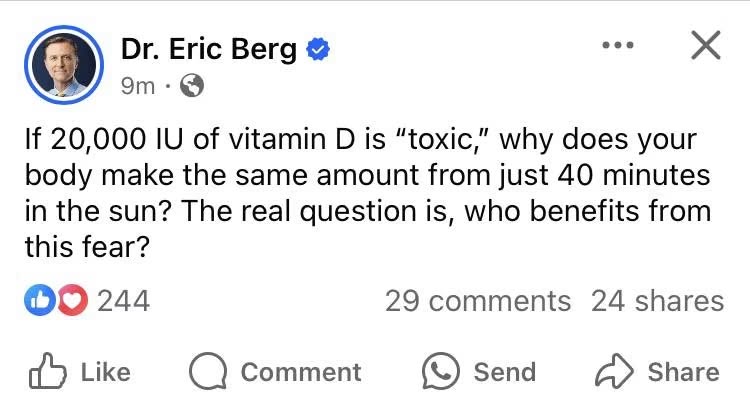 Dr. Eric Berg
9m ·
If 20,000 IU of vitamin D is “toxic,” why does your
body make the same amount from just 40 minutes
in the sun? The real question is, who benefits from
this fear?
244
29 comments 24 shares
Like Comment Send Share